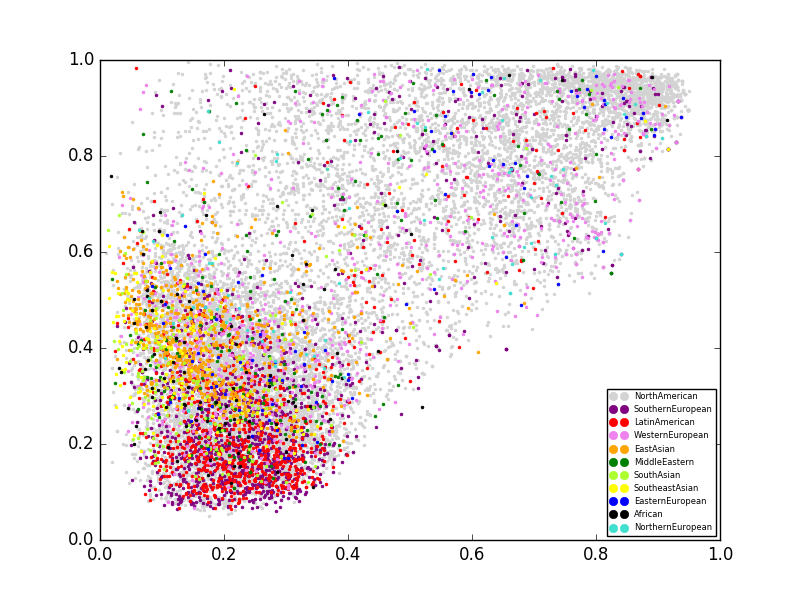 1.0
0.8
0.6
0.4
0.2
0.0
0.0 0.2 0.4 0.6 0.8 1.0
NorthAmerican
SouthernEuropean
LatinAmerican
WesternEuropean
EastAsian
MiddleEastern
SouthAsian
SoutheastAsian
EasternEuropean
African
NorthernEuropean